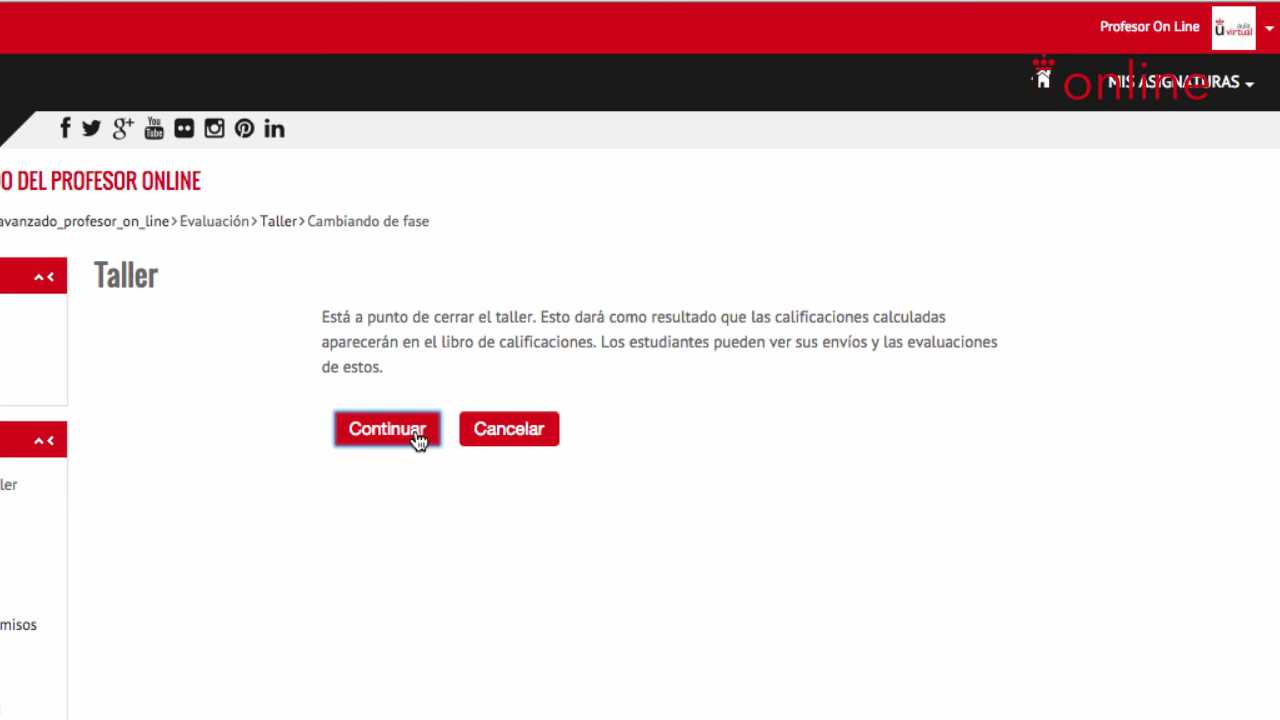 Profesor On Line
aula
virtual
online
MIS ASIGNATURAS
You
Tube
O DEL PROFESOR ONLINE
avanzado_profesor_on_line > Evaluación > Taller > Cambiando de fase
Taller
Está a punto de cerrar el taller. Esto dará como resultado que las calificaciones calculadas
aparecerán en el libro de calificaciones. Los estudiantes pueden ver sus envíos y las evaluaciones
de estos.
Continuar Cancelar
ler
misos